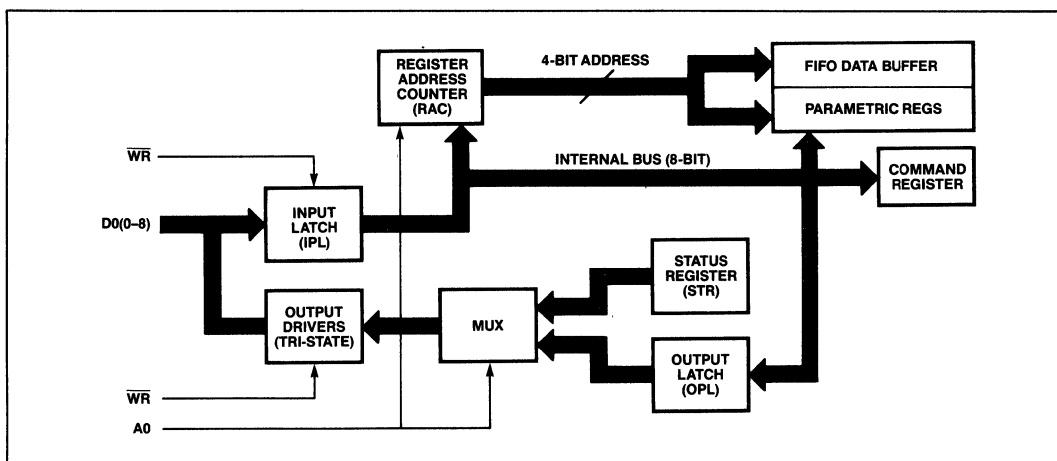 REGISTER
ADDRESS
COUNTER
(RAC)
4-BIT ADDRESS
FIFO DATA BUFFER
PARAMETRIC REGS
WR
INTERNAL BUS (8-BIT)
COMMAND
REGISTER
D0(0–8)
INPUT
LATCH
(IPL)
STATUS
REGISTER
(STR)
OUTPUT
DRIVERS
(TRI-STATE)
MUX
OUTPUT
LATCH
(OPL)
WR
A0